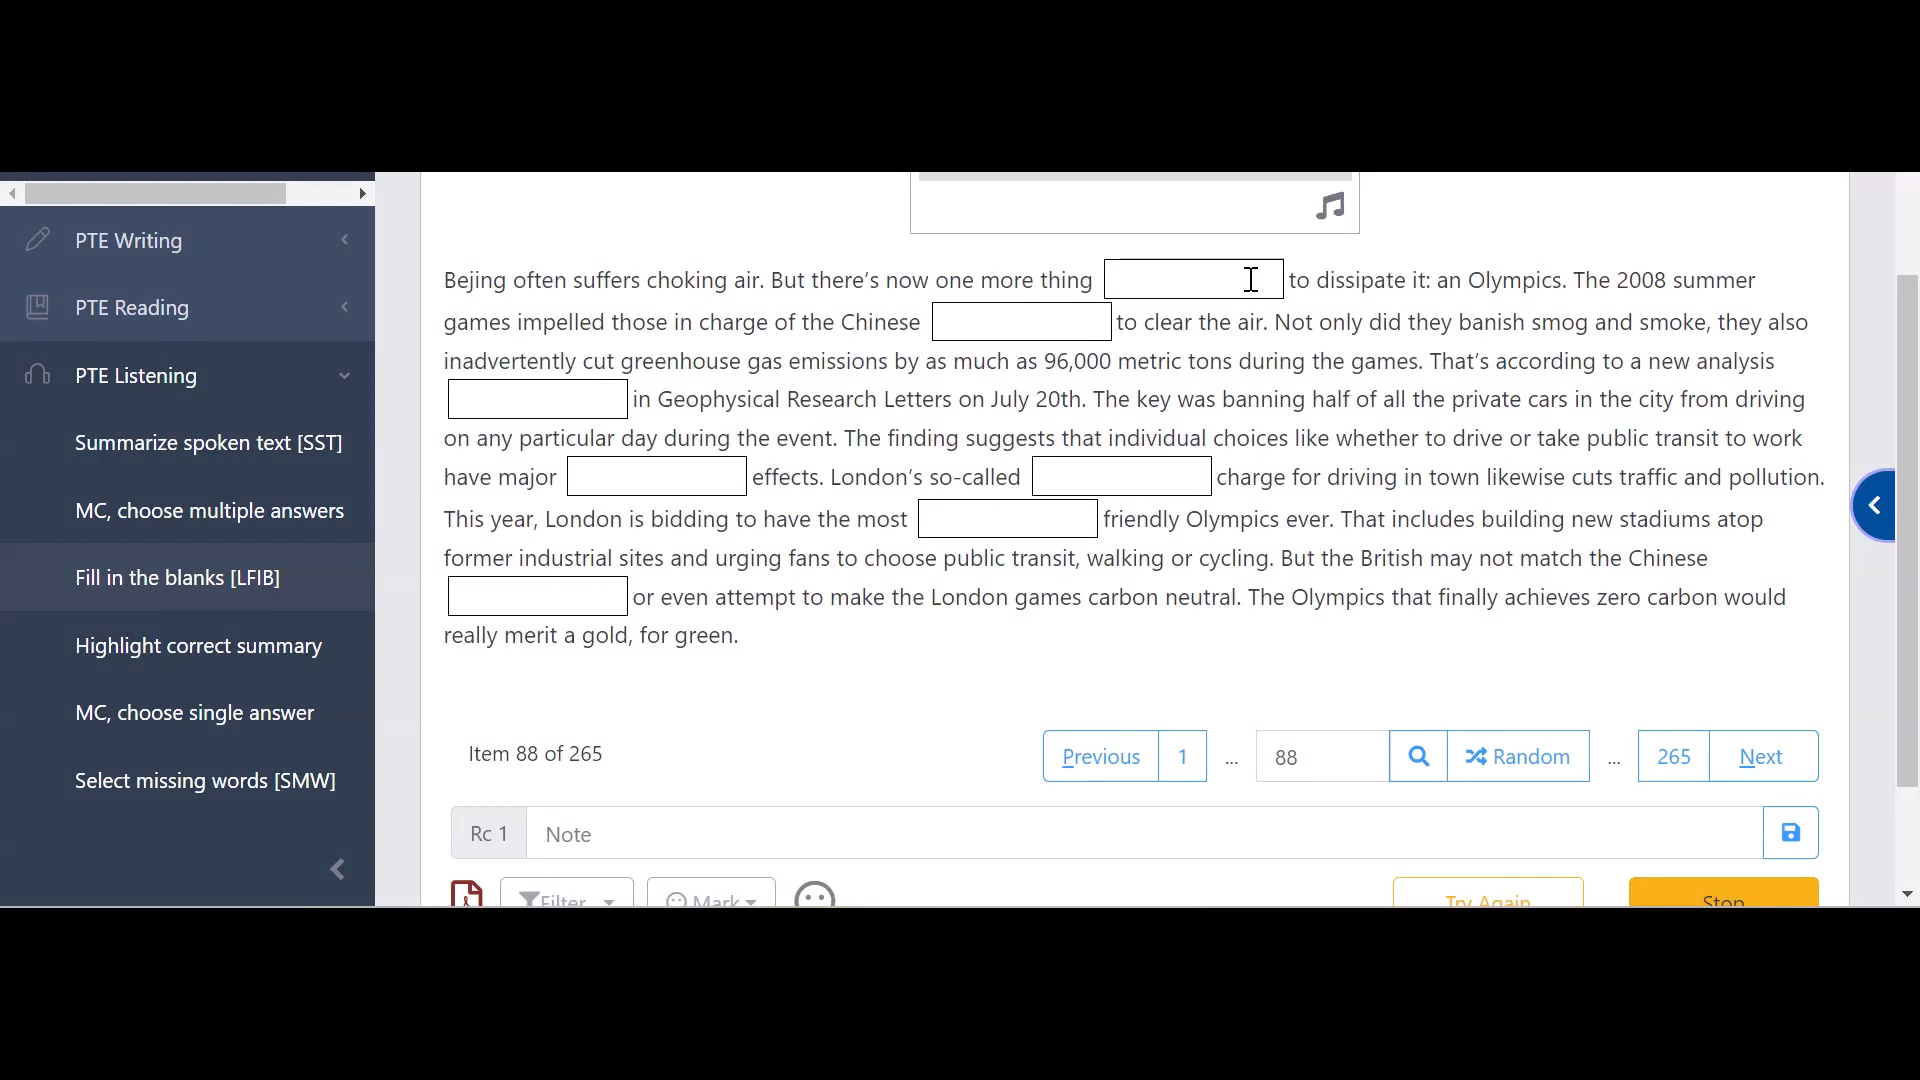 PTE Writing
PTE Reading
PTE Listening
Summarize spoken text [SST]
MC, choose multiple answers
Fill in the blanks [LFIB]
Highlight correct summary
MC, choose single answer
Select missing words [SMW]
Bejing often suffers choking air. But there's now one more thing to dissipate it: an Olympics. The 2008 summer
games impelled those in charge of the Chinese to clear the air. Not only did they banish smog and smoke, they also
inadvertently cut greenhouse gas emissions by as much as 96,000 metric tons during the games. That's according to a new analysis
in Geophysical Research Letters on July 20th. The key was banning half of all the private cars in the city from driving
on any particular day during the event. The finding suggests that individual choices like whether to drive or take public transit to work
have major effects. London's so-called charge for driving in town likewise cuts traffic and pollution.
This year, London is bidding to have the most friendly Olympics ever. That includes building new stadiums atop
former industrial sites and urging fans to choose public transit, walking or cycling. But the British may not match the Chinese
or even attempt to make the London games carbon neutral. The Olympics that finally achieves zero carbon would
really merit a gold, for green.
Item 88 of 265
Previous 1 ... 88 Random ... 265 Next
Rc 1 Note
Filter Mark Try Again Stop